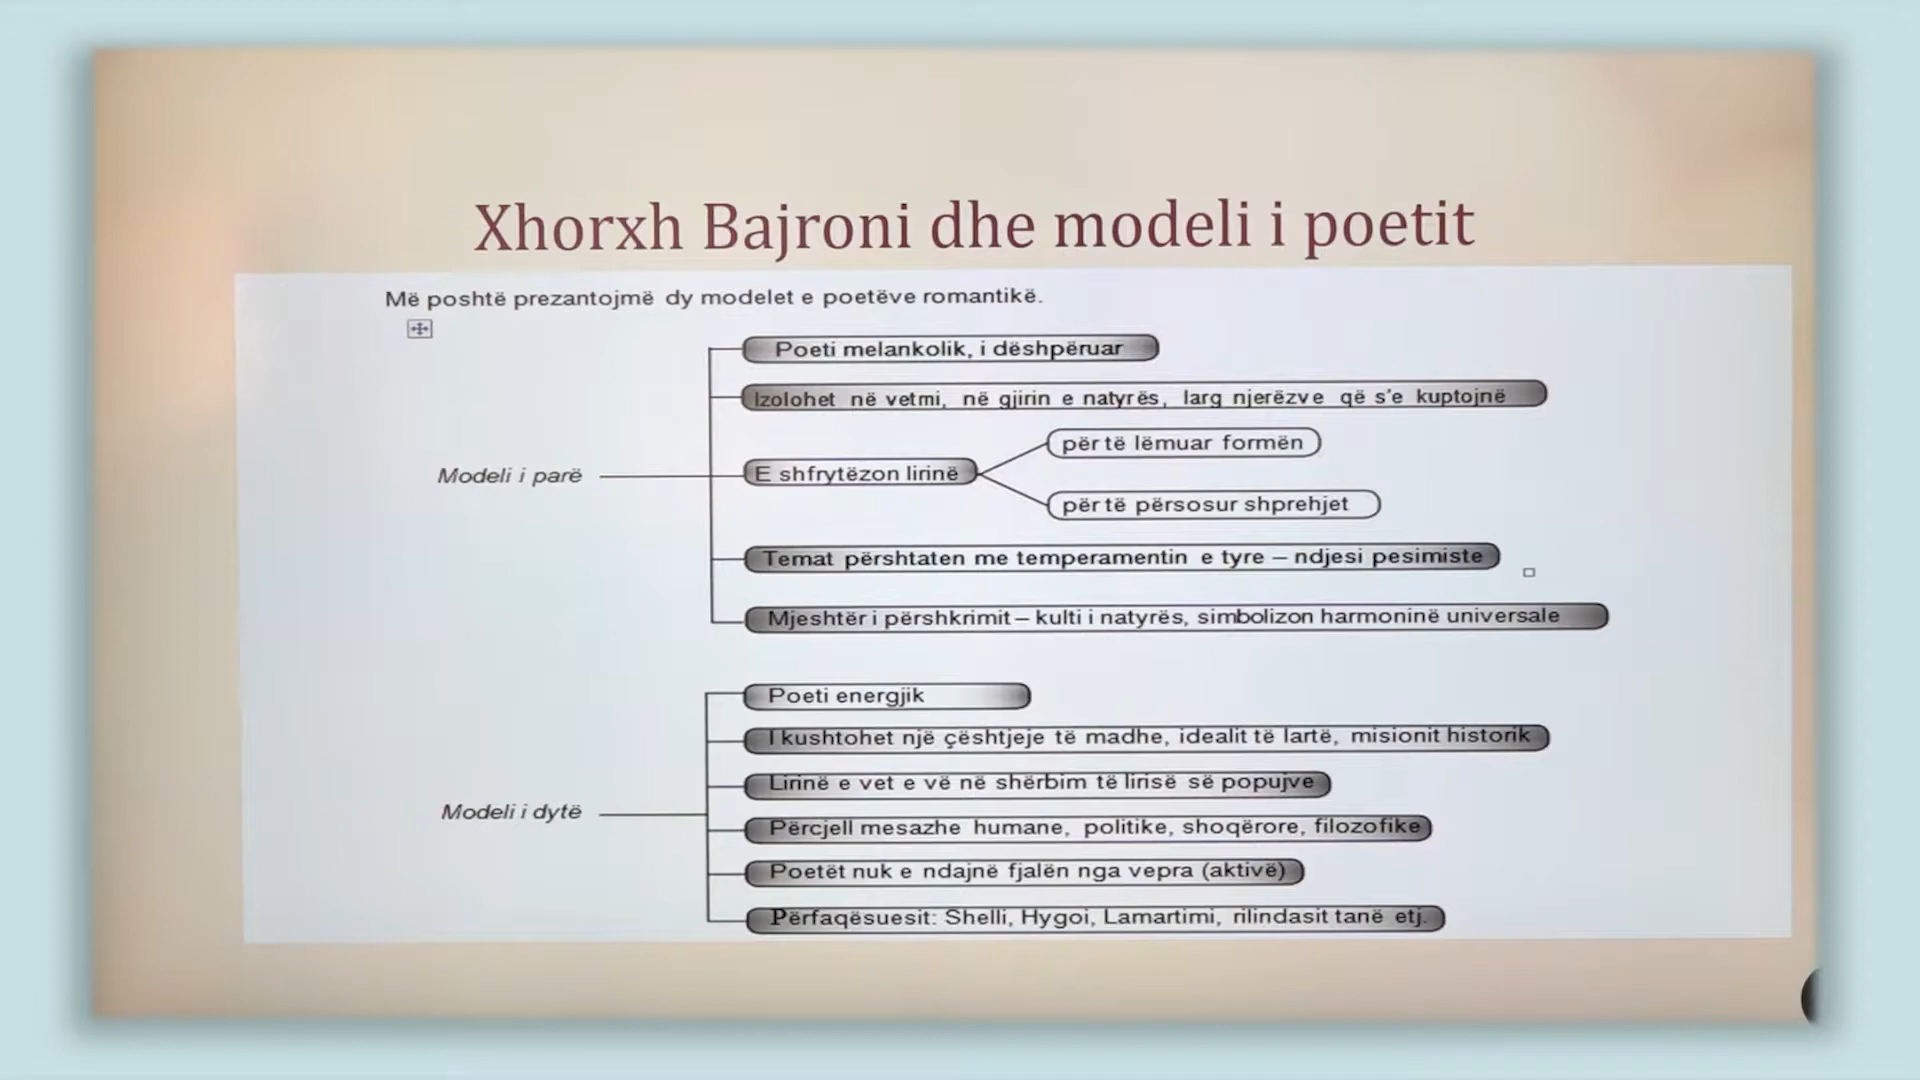 Xhorxh Bajroni dhe modeli i poetit
Më poshtë prezantojmë dy modelet e poetëve romantikë.
Poeti melankolik, i dëshpëruar
Izolohet në vetmi, në gjirin e natyrës, larg njerëzve që s'e kuptojnë
Modeli i parë
E shfrytëzon lirinë
për të lëmuar formën
për të përsosur shprehjet
Temat përshtaten me temperamentin e tyre – ndjesi pesimiste
Mjeshtër i përshkrimit – kulti i natyrës, simbolizon harmoninë universale
Modeli i dytë
Poeti energjik
I kushtohet një çështjeje të madhe, idealit të lartë, misionit historik
Lirinë e vet e vë në shërbim të lirisë së popujve
Përcjell mesazhe humane, politike, shoqërore, filozofike
Poetët nuk e ndajnë fjalën nga vepra (aktivë)
Përfaqësuesit: Shelli, Hygoi, Lamartimi, rilindasit tanë etj.